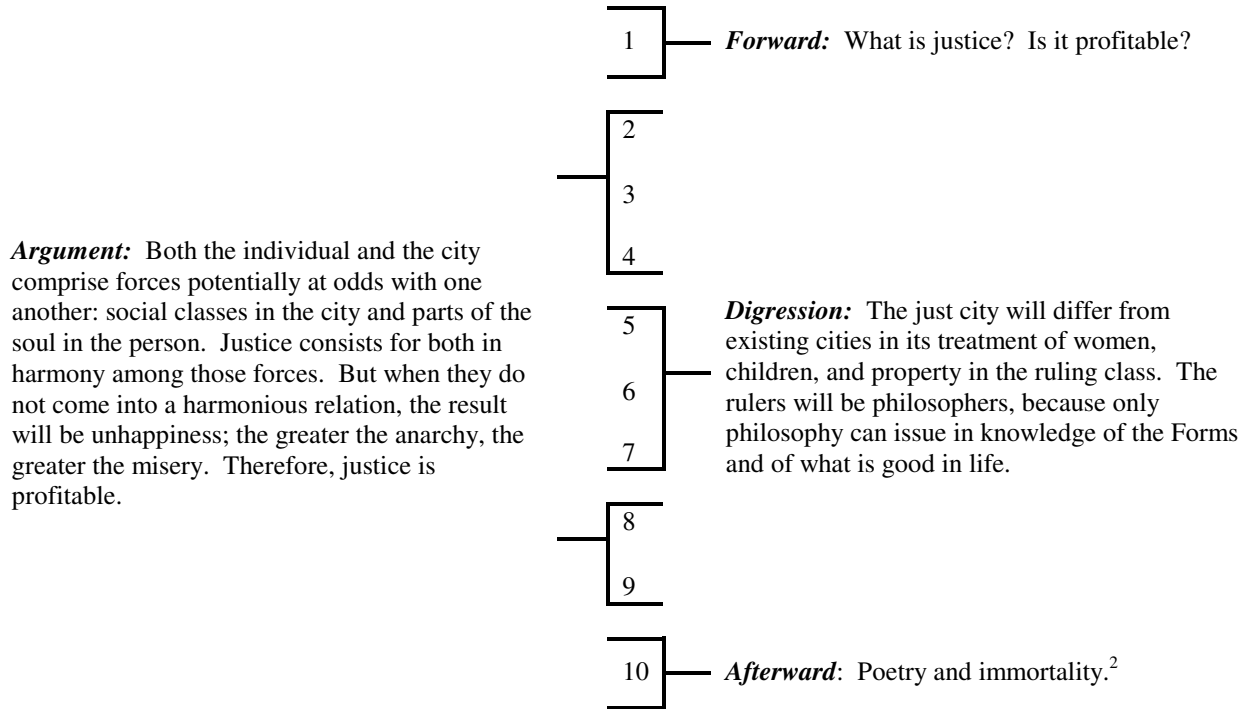 1
Forward: What is justice? Is it profitable?
2
3
4
Argument: Both the individual and the city
comprise forces potentially at odds with one
another: social classes in the city and parts of the
soul in the person. Justice consists for both in
harmony among those forces. But when they do
not come into a harmonious relation, the result
will be unhappiness; the greater the anarchy, the
greater the misery. Therefore, justice is
profitable.
5
6
7
Digression: The just city will differ from
existing cities in its treatment of women,
children, and property in the ruling class. The
rulers will be philosophers, because only
philosophy can issue in knowledge of the Forms
and of what is good in life.
8
9
10
Afterward: Poetry and immortality.2